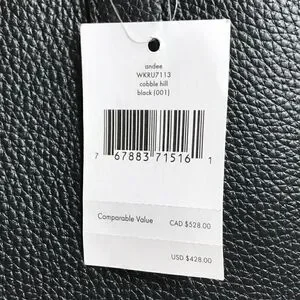 andee
WKRU7113
cobble hill
black (001)
7 67883 71516 1
Comparable Value CAD $528.00
USD $428.00